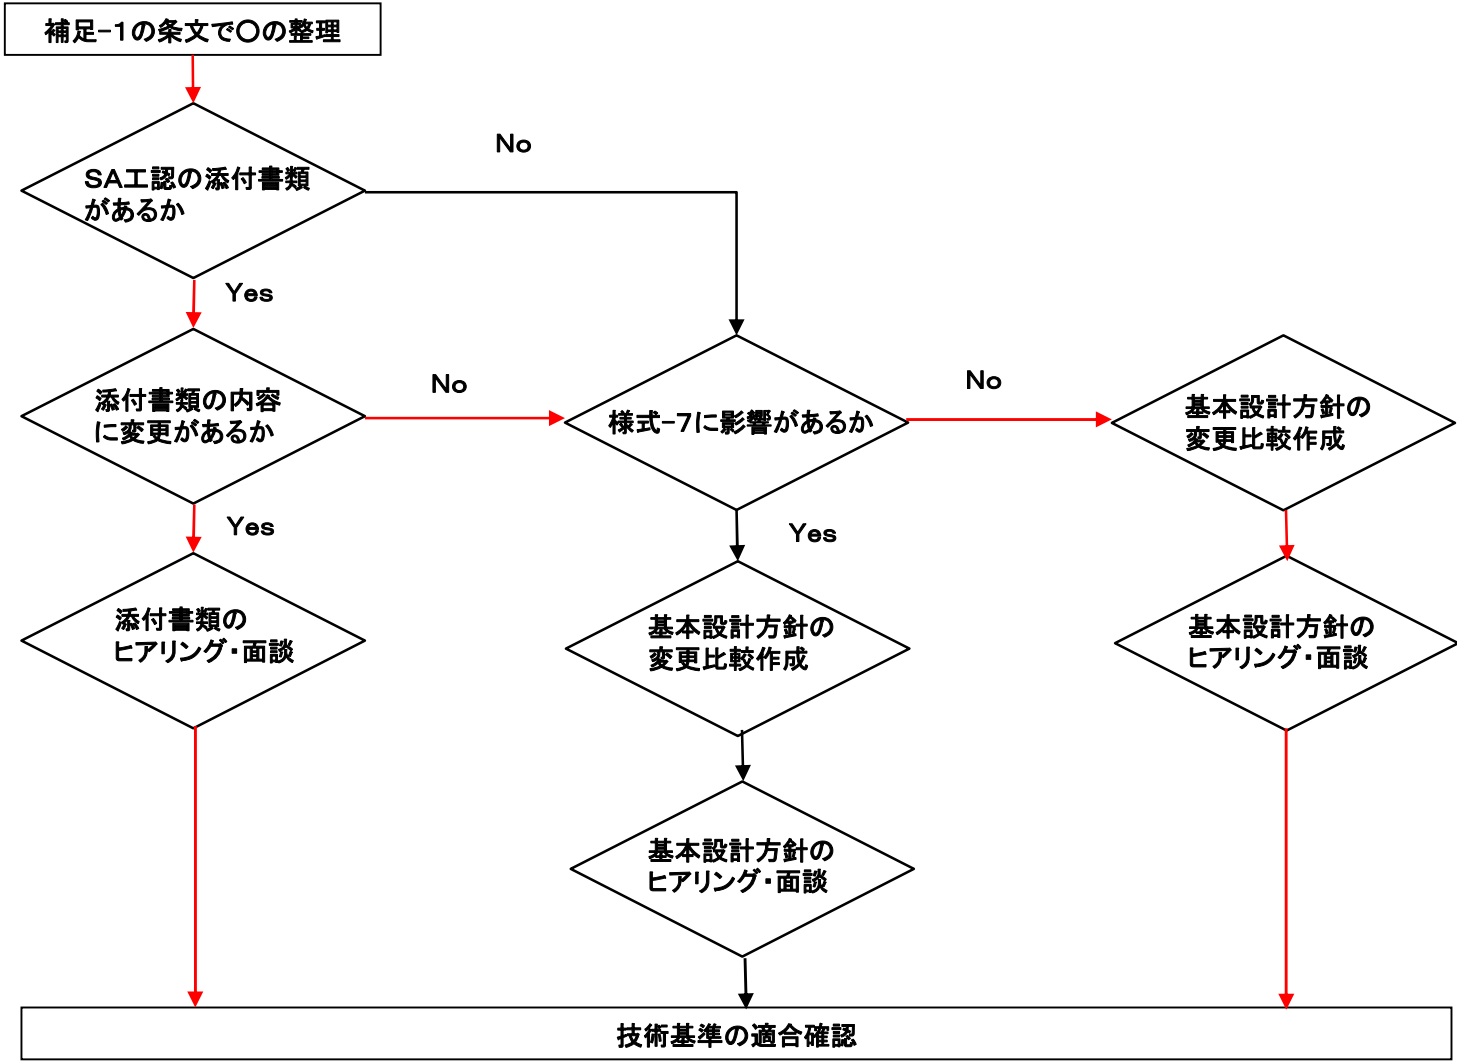 補足-１の条文で〇の整理
No
SA工認の添付書類
があるか
Yes
添付書類の内容
に変更があるか
No
様式-7に影響があるか
No
基本設計方針の
変更比較作成
Yes
Yes
添付書類の
ヒアリング・面談
基本設計方針の
変更比較作成
基本設計方針の
ヒアリング・面談
基本設計方針の
ヒアリング・面談
技術基準の適合確認